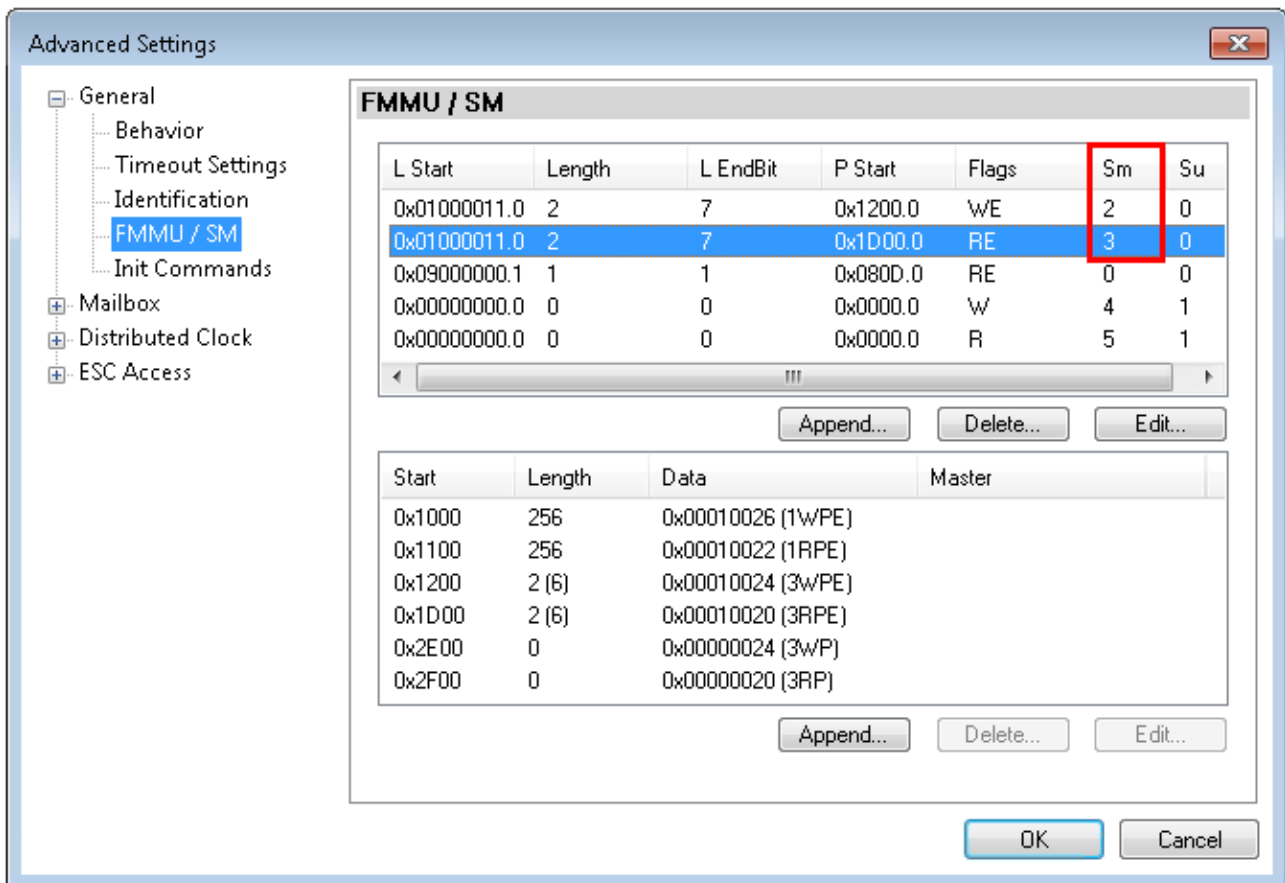 Advanced Settings
General
Behavior
Timeout Settings
Identification
FMMU / SM
Init Commands
Mailbox
Distributed Clock
ESC Access
FMMU / SM
L Start Length L EndBit P Start Flags Sm Su
0x01000011.0 2 7 0x1200.0 WE 2 0
0x01000011.0 2 7 0x1D00.0 RE 3 0
0x09000000.1 1 1 0x080D.0 RE 0 0
0x00000000.0 0 0 0x0000.0 W 4 1
0x00000000.0 0 0 0x0000.0 R 5 1
Append... Delete... Edit...
Start Length Data Master
0x1000 256 0x00010026 (1WPE)
0x1100 256 0x00010022 (1RPE)
0x1200 2 (6) 0x00010024 (3WPE)
0x1D00 2 (6) 0x00010020 (3RPE)
0x2E00 0 0x00000024 (3WP)
0x2F00 0 0x00000020 (3RP)
Append... Delete... Edit...
OK Cancel